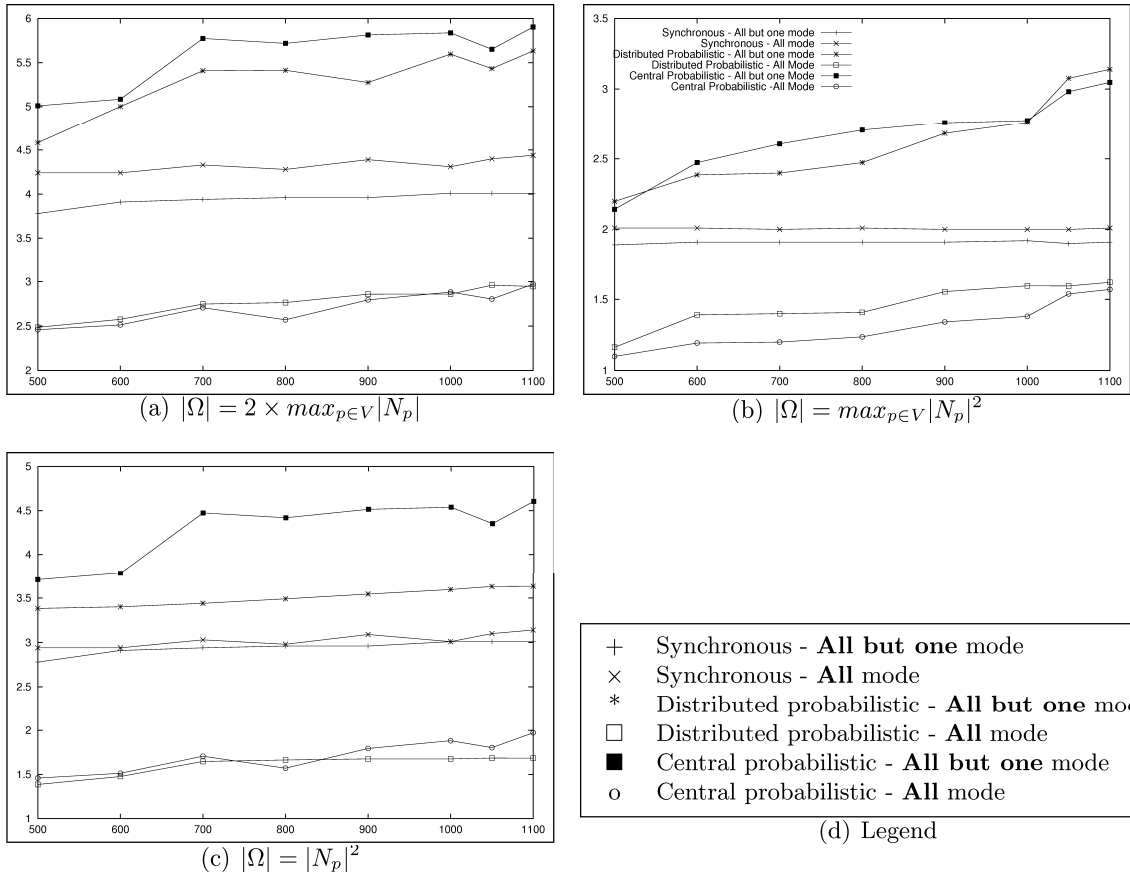 6
5.5
5
4.5
4
3.5
3
2.5
2
500 600 700 800 900 1000 1100
(a) |Ω| = 2 × max_{p∈V}|N_p|
3.5
3
2.5
2
1.5
1
Synchronous - All but one mode
Synchronous - All mode
Distributed Probabilistic - All but one Mode
Distributed Probabilistic - All Mode
Central Probabilistic - All but one Mode
Central Probabilistic -All Mode
500 600 700 800 900 1000 1100
(b) |Ω| = max_{p∈V}|N_p|²
5
4.5
4
3.5
3
2.5
2
1.5
1
500 600 700 800 900 1000 1100
(c) |Ω| = |N_p|²
Synchronous - All but one mode
Synchronous - All mode
Distributed probabilistic - All but one mo
Distributed probabilistic - All mode
Central probabilistic - All but one mode
Central probabilistic - All mode
(d) Legend